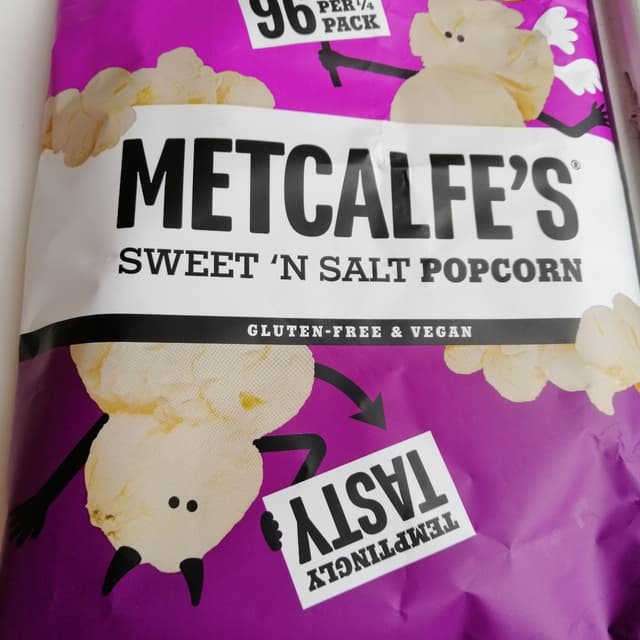 96 PER ¼
PACK
METCALFE'S®
SWEET 'N SALT POPCORN
GLUTEN-FREE & VEGAN
TEMPTINGLY
TASTY